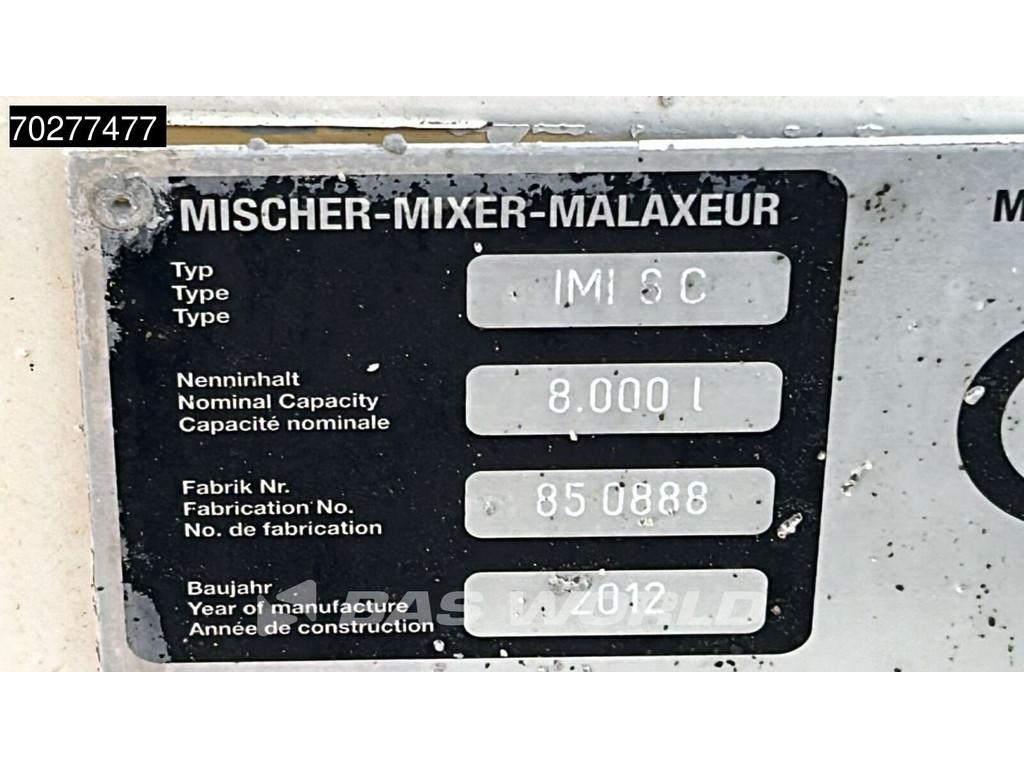 70277477
MISCHER-MIXER-MALAXEUR
M
Typ
Type
Type
IMI 8 C
Nenninhalt
Nominal Capacity
Capacité nominale
8.000 l
Fabrik Nr.
Fabrication No.
No. de fabrication
85 0888
Baujahr
Year of manufacture
Année de construction
2012
BAS WORLD